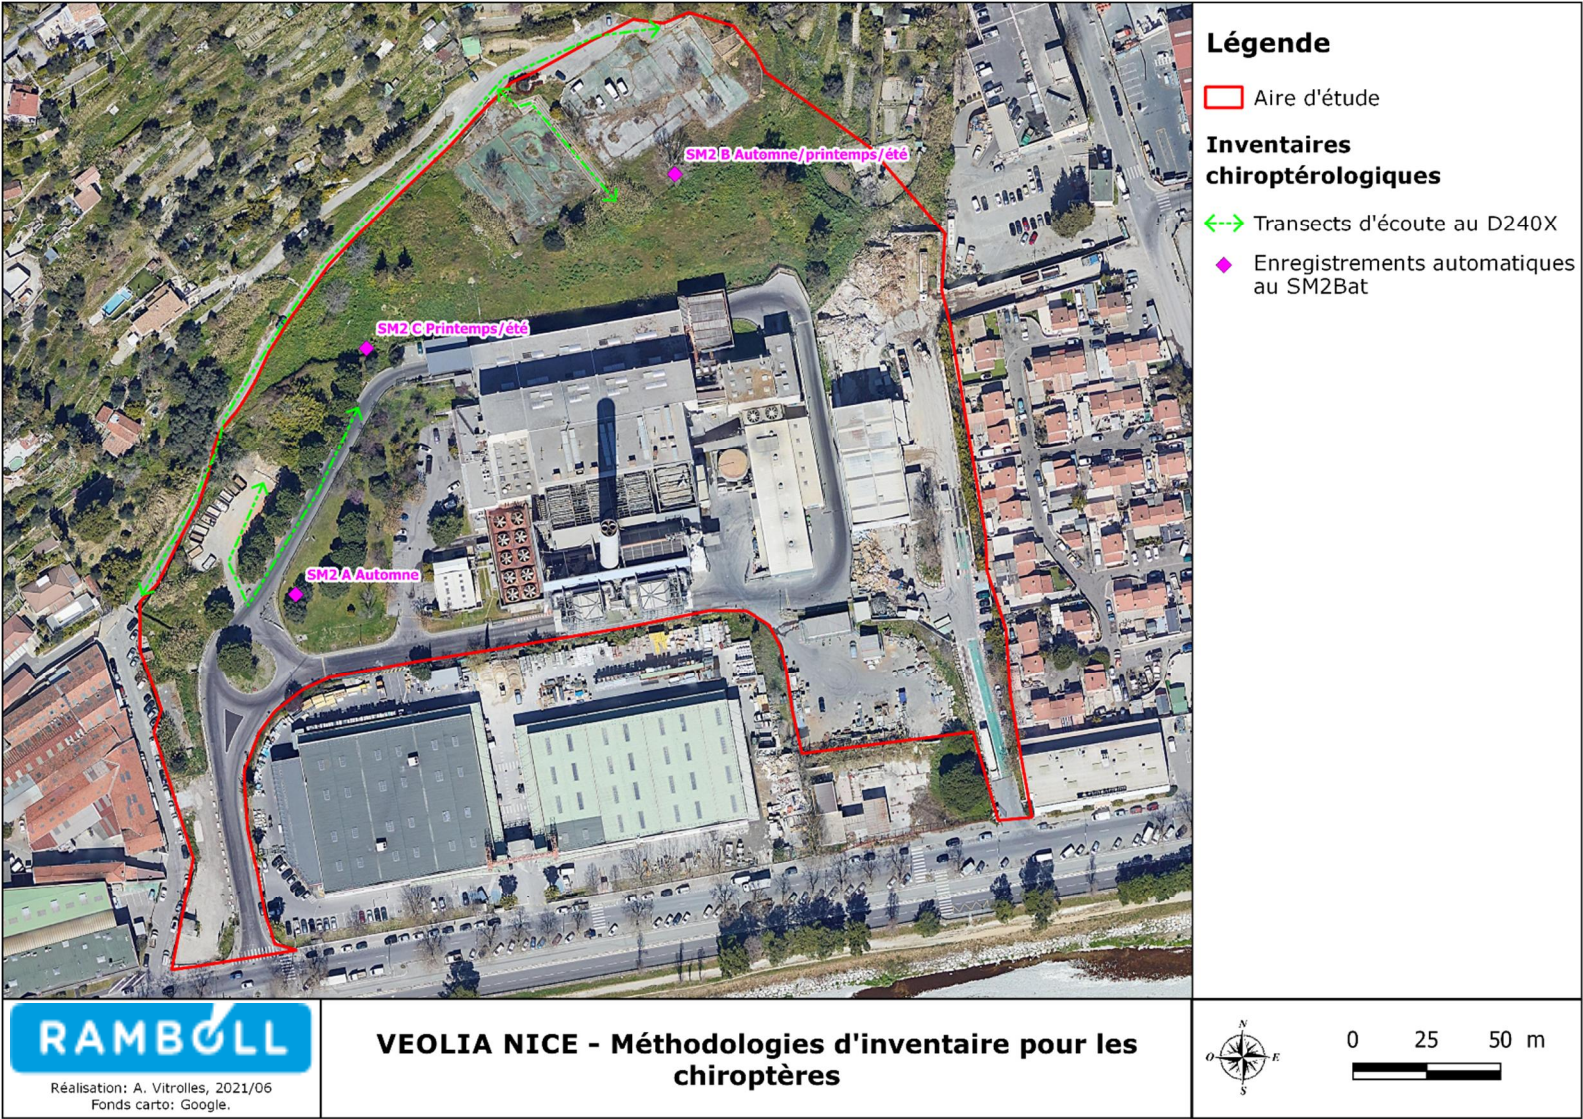 SM2 B Automne/printemps/été
SM2 C Printemps/été
SM2 A Automne
Légende
Aire d'étude
Inventaires
chiroptérologiques
Transects d'écoute au D240X
Enregistrements automatiques
au SM2Bat
RAMBOLL
Réalisation: A. Vitrolles, 2021/06
Fonds carto: Google.
VEOLIA NICE - Méthodologies d'inventaire pour les
chiroptères
N
O E
S
0 25 50 m